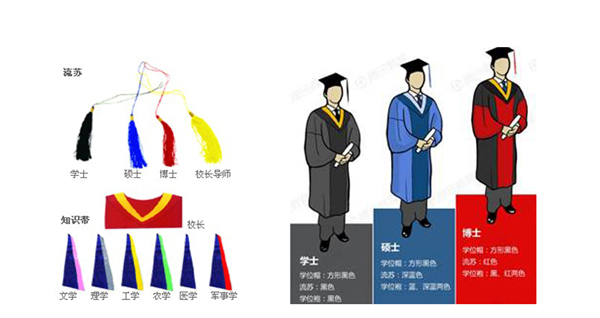 流苏
学士 硕士 博士 校长导师
知识带
校长
文学 理学 工学 农学 医学 军事学
学士
学位帽：方形黑色
流苏：黑色
学位袍：黑色
硕士
学位帽：方形黑色
流苏：深蓝色
学位袍：蓝、深蓝两色
博士
学位帽：方形黑色
流苏：红色
学位袍：黑、红两色